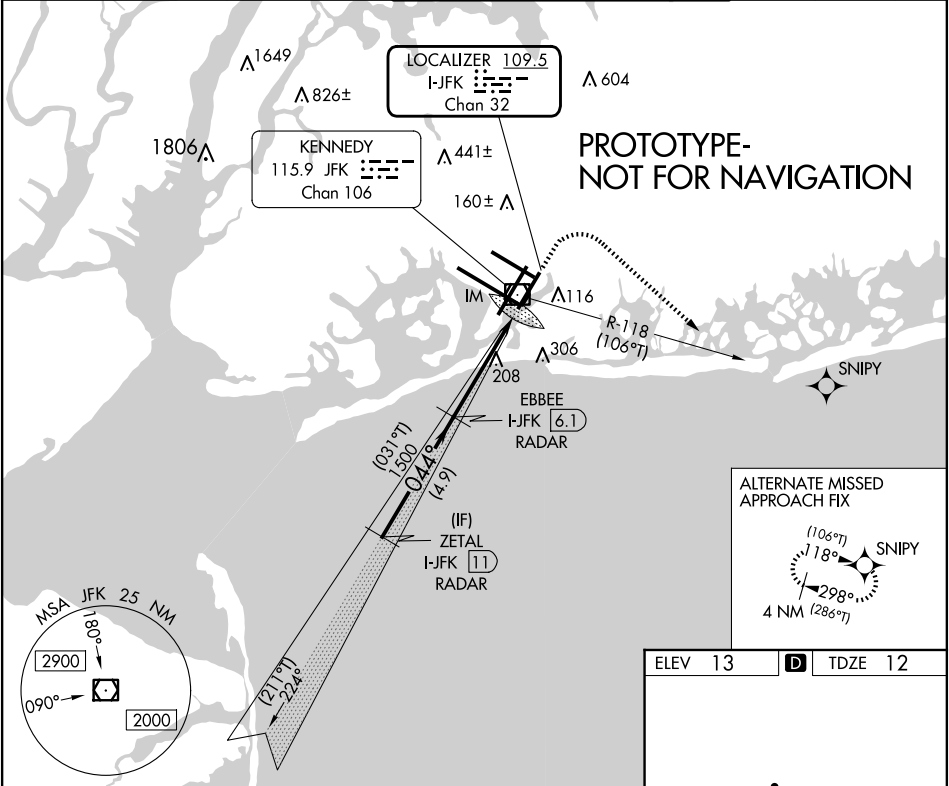 1649
826±
1806
LOCALIZER 109.5
I-JFK
Chan 32
604
KENNEDY
115.9 JFK
Chan 106
441±
160±
PROTOTYPE-
NOT FOR NAVIGATION
IM
116
R-118
(106°T)
306
208
SNIPY
EBBEE
I-JFK 6.1
RADAR
(031°T)
1500
044°
(4.9)
(IF)
ZETAL
I-JFK 11
RADAR
(211°T)
224°
MSA JFK 25 NM
180°
2900
090°
2000
ALTERNATE MISSED
APPROACH FIX
(106°T)
118°
SNIPY
298°
4 NM (286°T)
ELEV 13
D
TDZE 12